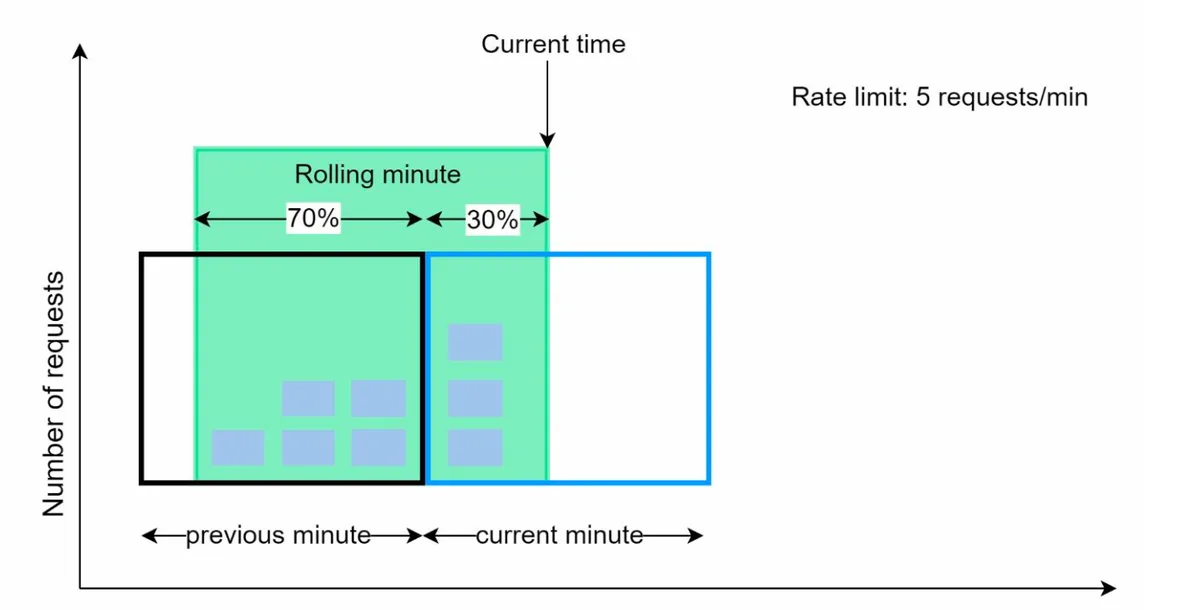 Current time
Rate limit: 5 requests/min
Rolling minute
70%
30%
Number of requests
previous minute
current minute